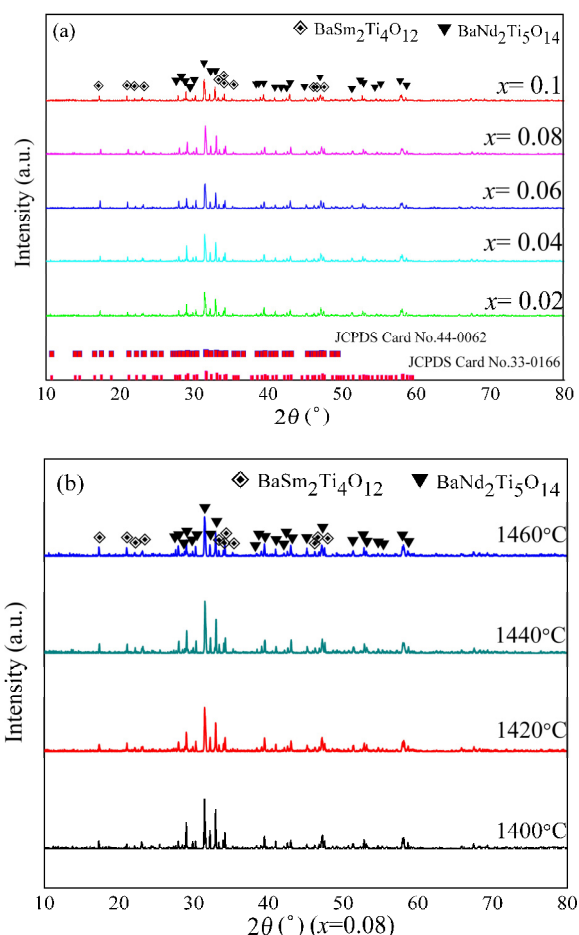 (a)
BaSm2Ti4O12 BaNd2Ti5O14
x= 0.1
x= 0.08
x= 0.06
x= 0.04
x= 0.02
JCPDS Card No.44-0062
JCPDS Card No.33-0166
Intensity (a.u.)
10 20 30 40 50 60 70 80
2θ (°)
(b)
BaSm2Ti4O12 BaNd2Ti5O14
1460°C
1440°C
1420°C
1400°C
Intensity (a.u.)
10 20 30 40 50 60 70 80
2θ (°) (x=0.08)